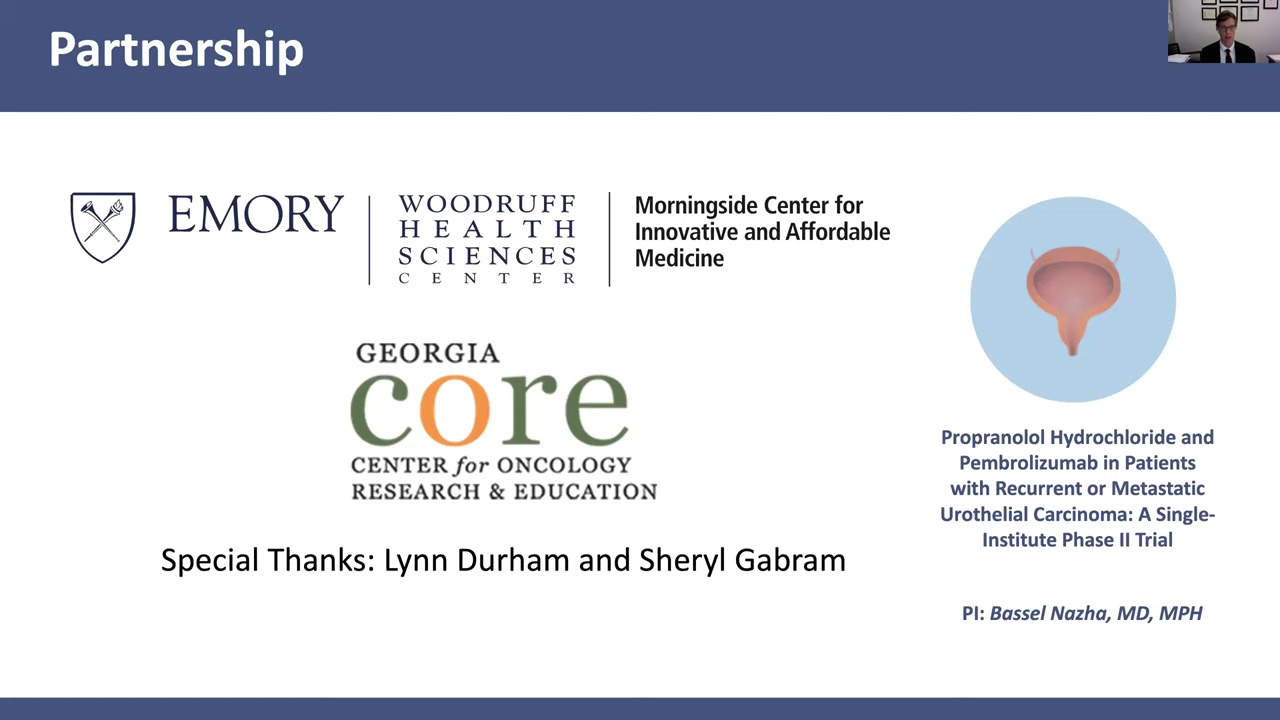 Partnership
EMORY
WOODRUFF
HEALTH
SCIENCES
CENTER
Morningside Center for
Innovative and Affordable
Medicine
GEORGIA
core
CENTER for ONCOLOGY
RESEARCH & EDUCATION
Special Thanks: Lynn Durham and Sheryl Gabram
Propranolol Hydrochloride and
Pembrolizumab in Patients
with Recurrent or Metastatic
Urothelial Carcinoma: A Single-
Institute Phase II Trial
PI: Bassel Nazha, MD, MPH